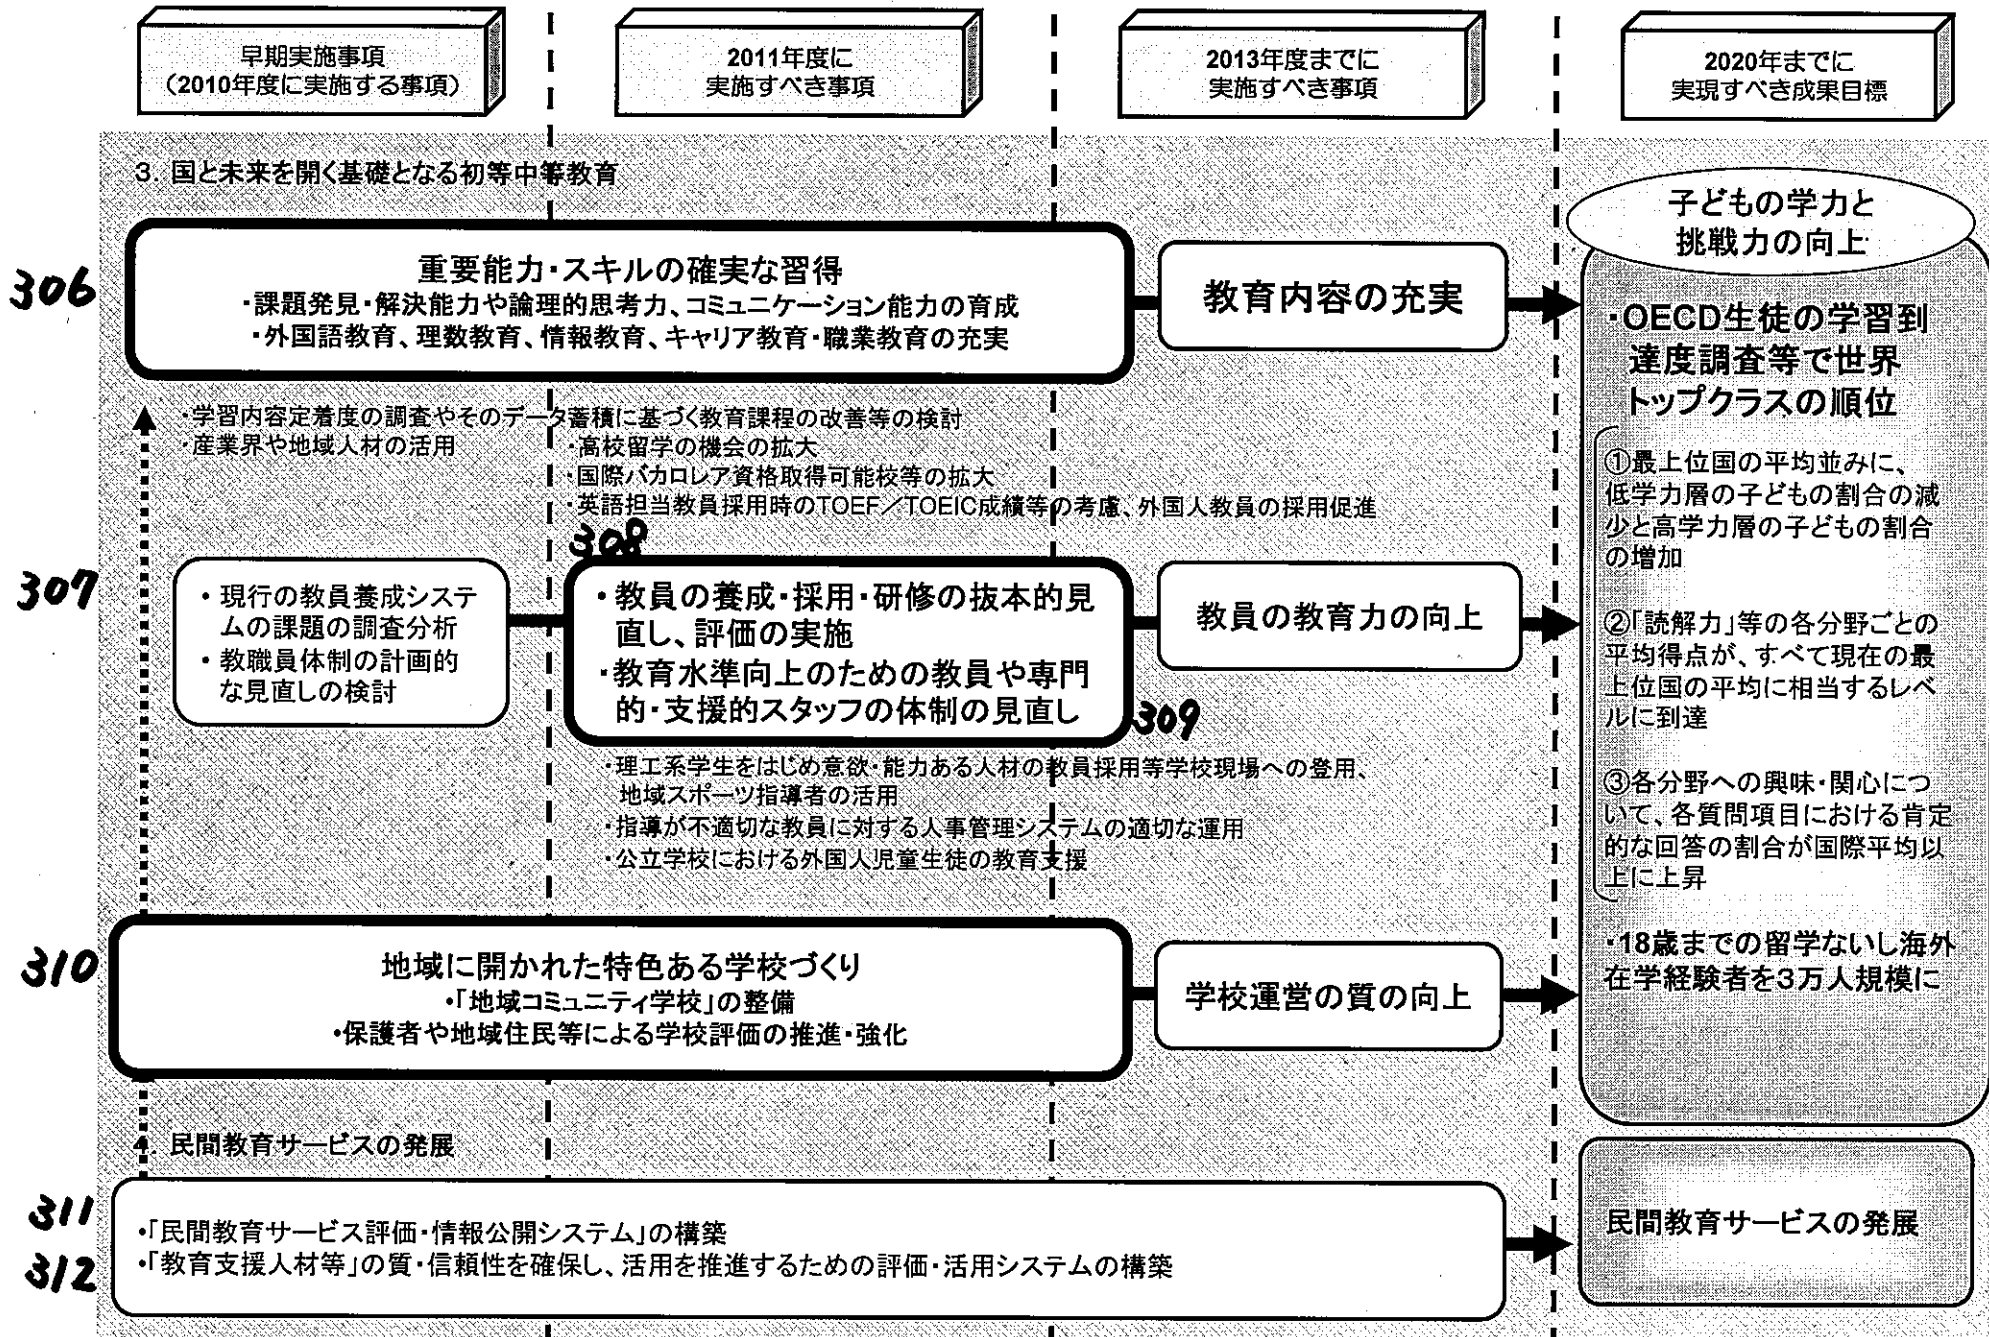 早期実施事項
（2010年度に実施する事項）
2011年度に
実施すべき事項
2013年度までに
実施すべき事項
2020年までに
実現すべき成果目標
3．国と未来を開く基礎となる初等中等教育
306
重要能力・スキルの確実な習得
・課題発見・解決能力や論理的思考力、コミュニケーション能力の育成
・外国語教育、理数教育、情報教育、キャリア教育・職業教育の充実
教育内容の充実
・学習内容定着度の調査やそのデータ蓄積に基づく教育課程の改善等の検討
・産業界や地域人材の活用
・高校留学の機会の拡大
・国際バカロレア資格取得可能校等の拡大
・英語担当教員採用時のTOEF／TOEIC成績等の考慮、外国人教員の採用促進
307
・現行の教員養成システ
ムの課題の調査分析
・教職員体制の計画的
な見直しの検討
308
・教員の養成・採用・研修の抜本的見
直し、評価の実施
・教育水準向上のための教員や専門
的・支援的スタッフの体制の見直し
309
教員の教育力の向上
・理工系学生をはじめ意欲・能力ある人材の教員採用等学校現場への登用、
地域スポーツ指導者の活用
・指導が不適切な教員に対する人事管理システムの適切な運用
・公立学校における外国人児童生徒の教育支援
310
地域に開かれた特色ある学校づくり
・「地域コミュニティ学校」の整備
・保護者や地域住民等による学校評価の推進・強化
学校運営の質の向上
子どもの学力と
挑戦力の向上
・OECD生徒の学習到
達度調査等で世界
トップクラスの順位
①最上位国の平均並みに、
低学力層の子どもの割合の減
少と高学力層の子どもの割合
の増加
②「読解力」等の各分野ごとの
平均得点が、すべて現在の最
上位国の平均に相当するレベ
ルに到達
③各分野への興味・関心につ
いて、各質問項目における肯定
的な回答の割合が国際平均以
上に上昇
・18歳までの留学ないし海外
在学経験者を3万人規模に
4．民間教育サービスの発展
311
・「民間教育サービス評価・情報公開システム」の構築
312
・「教育支援人材等」の質・信頼性を確保し、活用を推進するための評価・活用システムの構築
民間教育サービスの発展